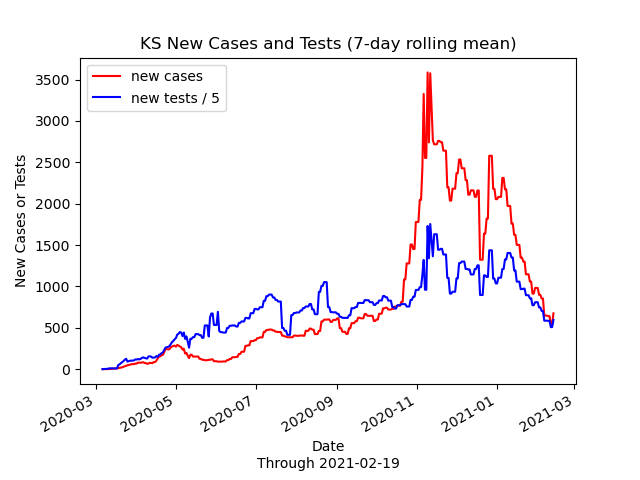 KS New Cases and Tests (7-day rolling mean)
new cases
new tests / 5
New Cases or Tests
3500
3000
2500
2000
1500
1000
500
0
2020-03
2020-05
2020-07
2020-09
2020-11
2021-01
2021-03
Date
Through 2021-02-19